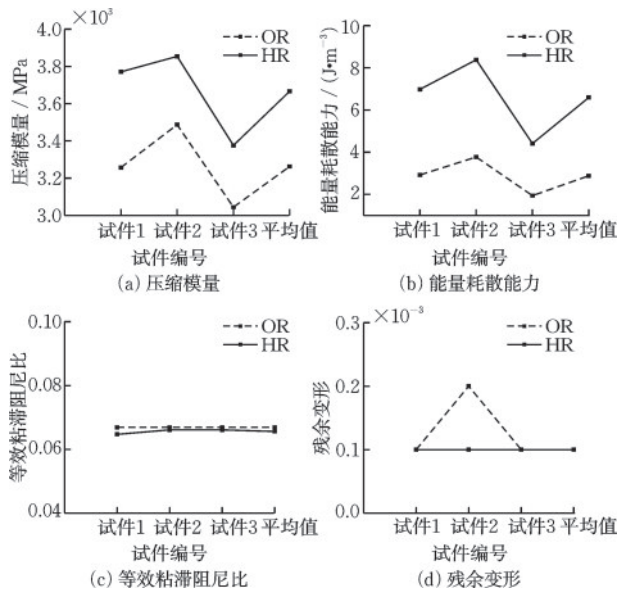 ×10³
4.0
3.8
3.6
3.4
3.2
3.0
压缩模量 / MPa
OR
HR
试件1 试件2 试件3 平均值
试件编号
(a) 压缩模量
10
8
6
4
2
能量耗散能力 / (J•m⁻³)
OR
HR
试件1 试件2 试件3 平均值
试件编号
(b) 能量耗散能力
0.10
0.08
0.06
0.04
等效粘滞阻尼比
OR
HR
试件1 试件2 试件3 平均值
试件编号
(c) 等效粘滞阻尼比
×10⁻³
0.3
0.2
0.1
0.0
残余变形
OR
HR
试件1 试件2 试件3 平均值
试件编号
(d) 残余变形